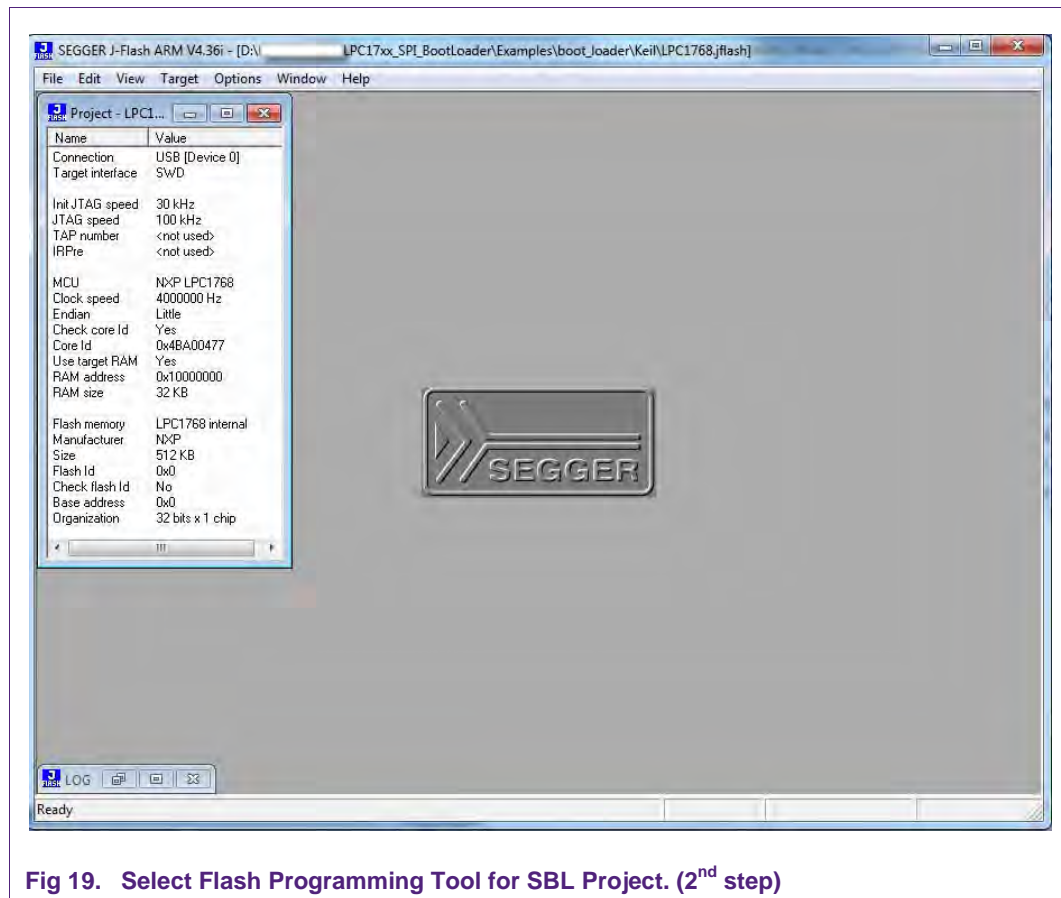 SEGGER J-Flash ARM V4.36i - [D:\ LPC17xx_SPI_BootLoader\Examples\boot_loader\Keil\LPC1768.jflash]
File Edit View Target Options Window Help
Project - LPC1...
Name Value
Connection USB [Device 0]
Target interface SWD
Init JTAG speed 30 kHz
JTAG speed 100 kHz
TAP number <not used>
IRPre <not used>
MCU NXP LPC1768
Clock speed 4000000 Hz
Endian Little
Check core Id Yes
Core Id 0x4BA00477
Use target RAM Yes
RAM address 0x10000000
RAM size 32 KB
Flash memory LPC1768 internal
Manufacturer NXP
Size 512 KB
Flash Id 0x0
Check flash Id No
Base address 0x0
Organization 32 bits x 1 chip
SEGGER
LOG
Ready
Fig 19. Select Flash Programming Tool for SBL Project. (2nd step)